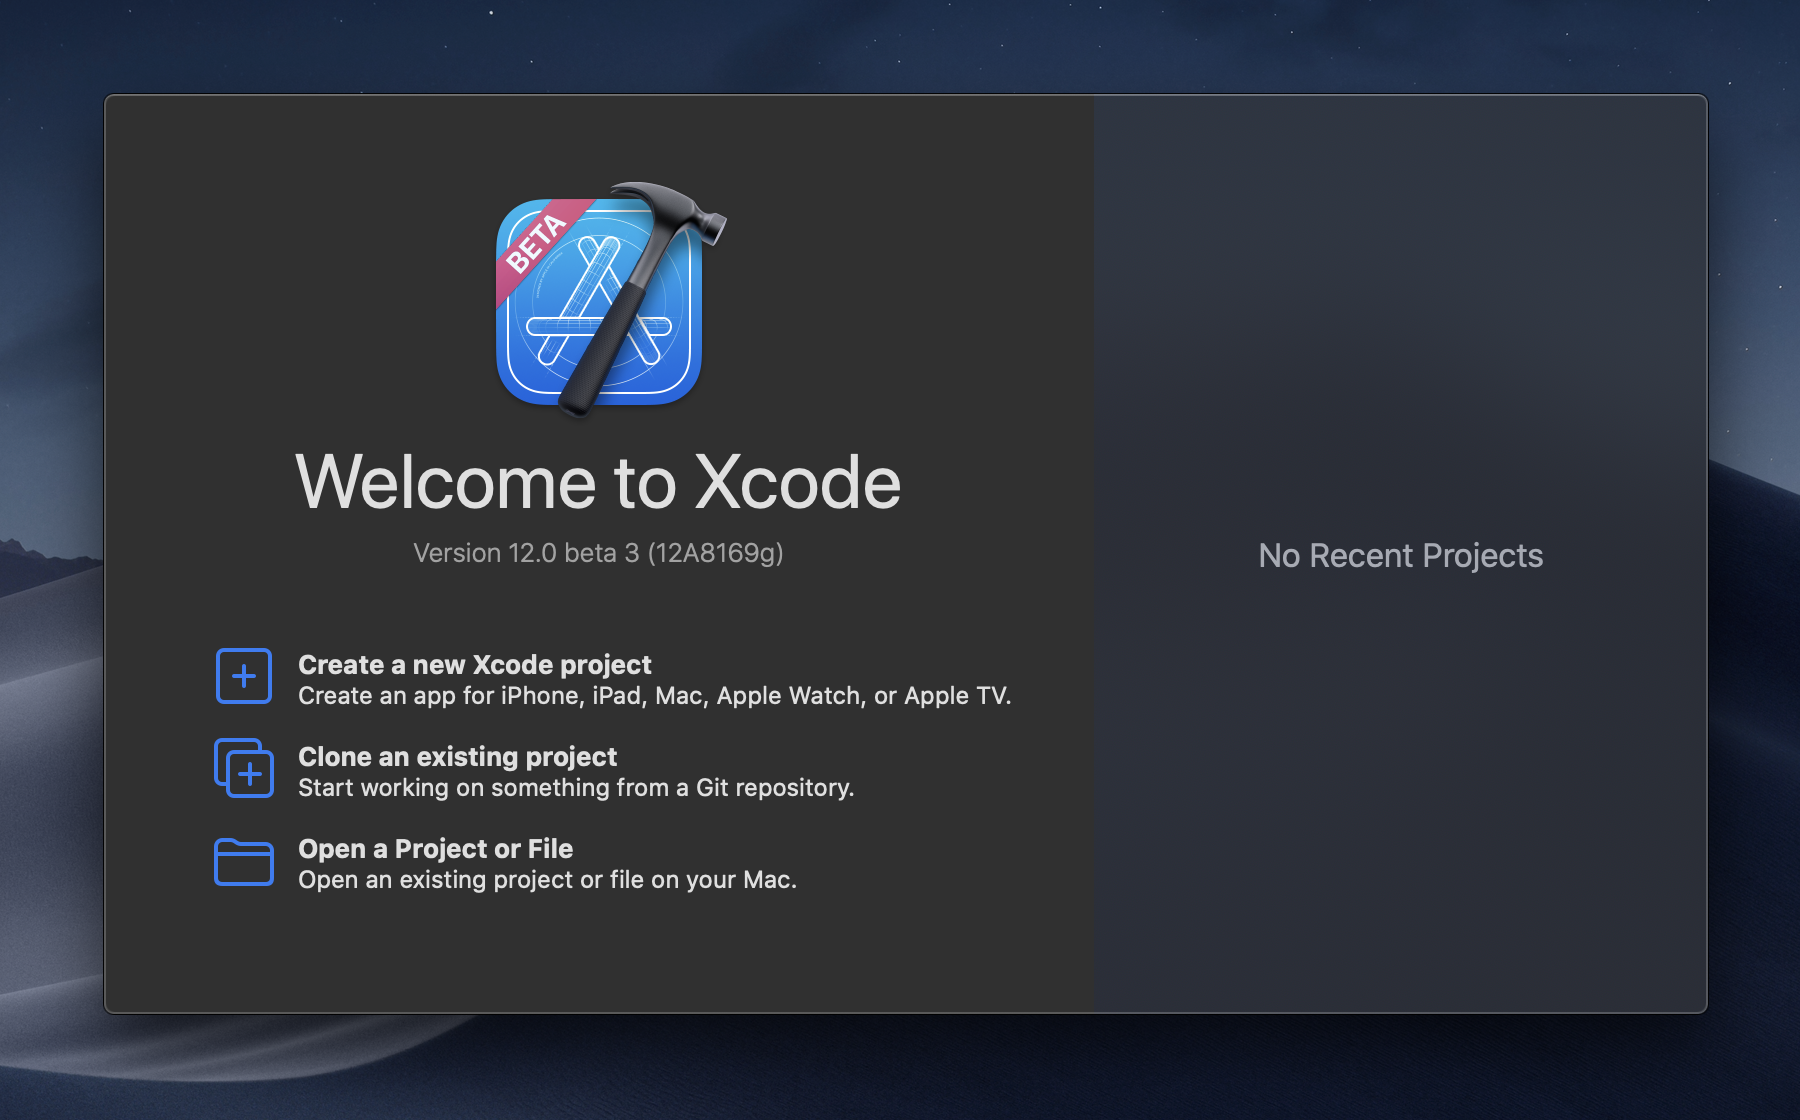 BETA
Welcome to Xcode
Version 12.0 beta 3 (12A8169g)
Create a new Xcode project
Create an app for iPhone, iPad, Mac, Apple Watch, or Apple TV.
Clone an existing project
Start working on something from a Git repository.
Open a Project or File
Open an existing project or file on your Mac.
No Recent Projects